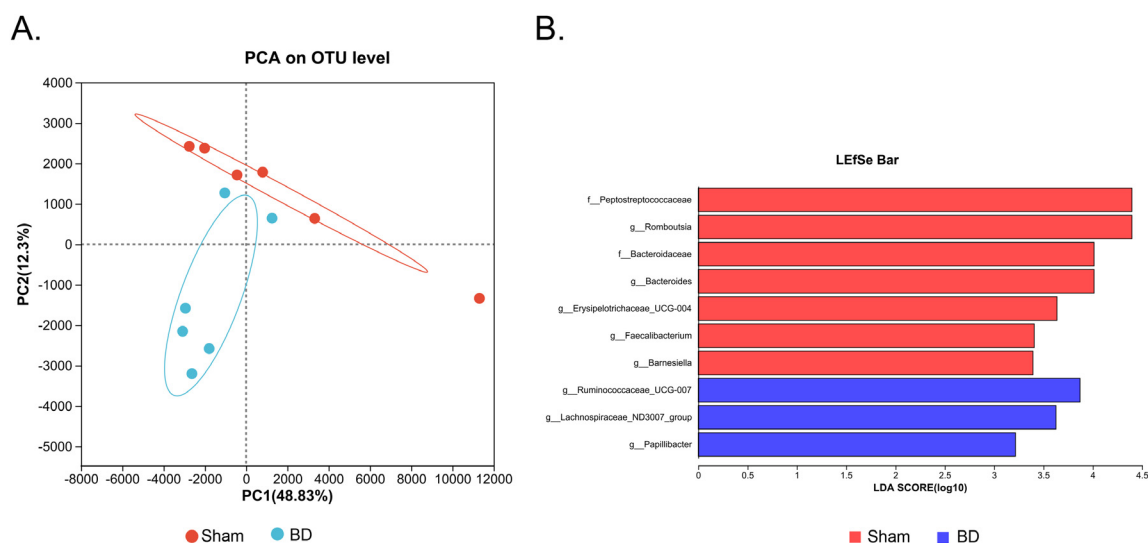 A.
PCA on OTU level
4000
3000
2000
1000
0
-1000
-2000
-3000
-4000
-5000
PC2(12.3%)
-8000 -6000 -4000 -2000 0 2000 4000 6000 8000 10000 12000
PC1(48.83%)
Sham BD
B.
LEfSe Bar
f__Peptostreptococcaceae
g__Romboutsia
f__Bacteroidaceae
g__Bacteroides
g__Erysipelotrichaceae_UCG-004
g__Faecalibacterium
g__Barnesiella
g__Ruminococcaceae_UCG-007
g__Lachnospiraceae_ND3007_group
g__Papillibacter
0 0.5 1 1.5 2 2.5 3 3.5 4 4.5
LDA SCORE(log10)
Sham BD